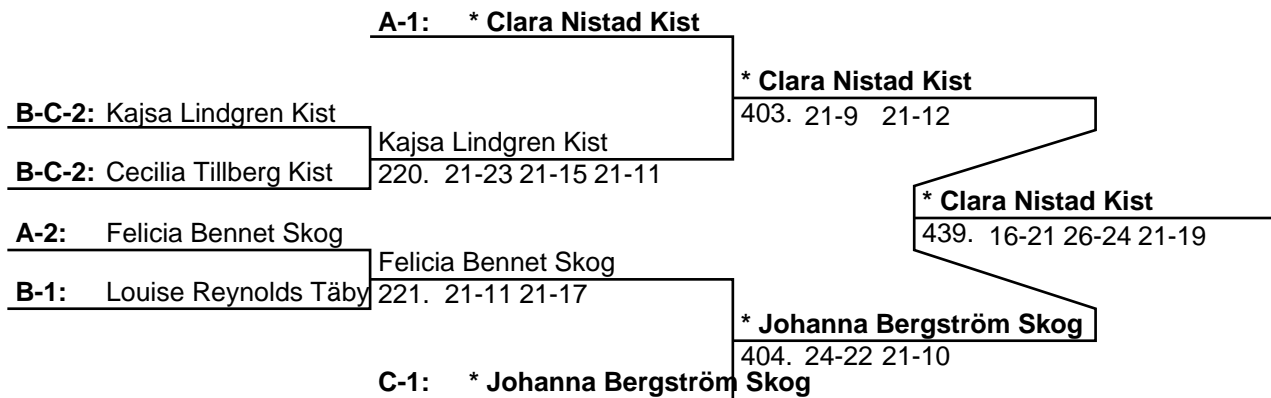 A-1: * Clara Nistad Kist
* Clara Nistad Kist
B-C-2: Kajsa Lindgren Kist
403. 21-9 21-12
Kajsa Lindgren Kist
B-C-2: Cecilia Tillberg Kist
220. 21-23 21-15 21-11
* Clara Nistad Kist
A-2: Felicia Bennet Skog
439. 16-21 26-24 21-19
Felicia Bennet Skog
B-1: Louise Reynolds Täby
221. 21-11 21-17
* Johanna Bergström Skog
404. 24-22 21-10
C-1: * Johanna Bergström Skog